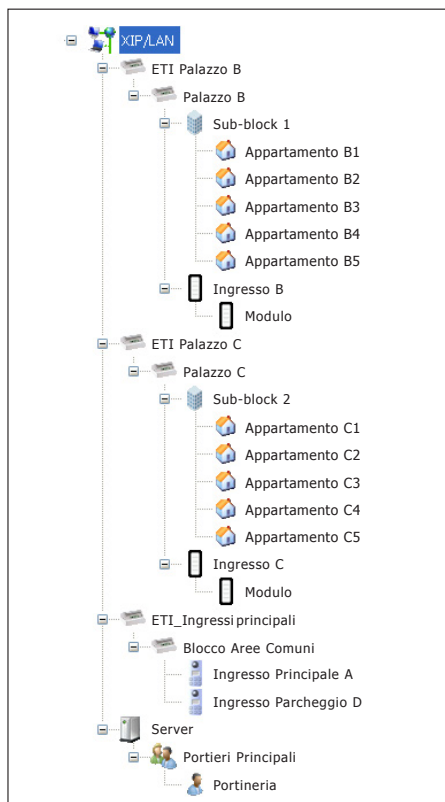 XIP/LAN
ETI Palazzo B
Palazzo B
Sub-block 1
Appartamento B1
Appartamento B2
Appartamento B3
Appartamento B4
Appartamento B5
Ingresso B
Modulo
ETI Palazzo C
Palazzo C
Sub-block 2
Appartamento C1
Appartamento C2
Appartamento C3
Appartamento C4
Appartamento C5
Ingresso C
Modulo
ETI_Ingressi principali
Blocco Aree Comuni
Ingresso Principale A
Ingresso Parcheggio D
Server
Portieri Principali
Portineria